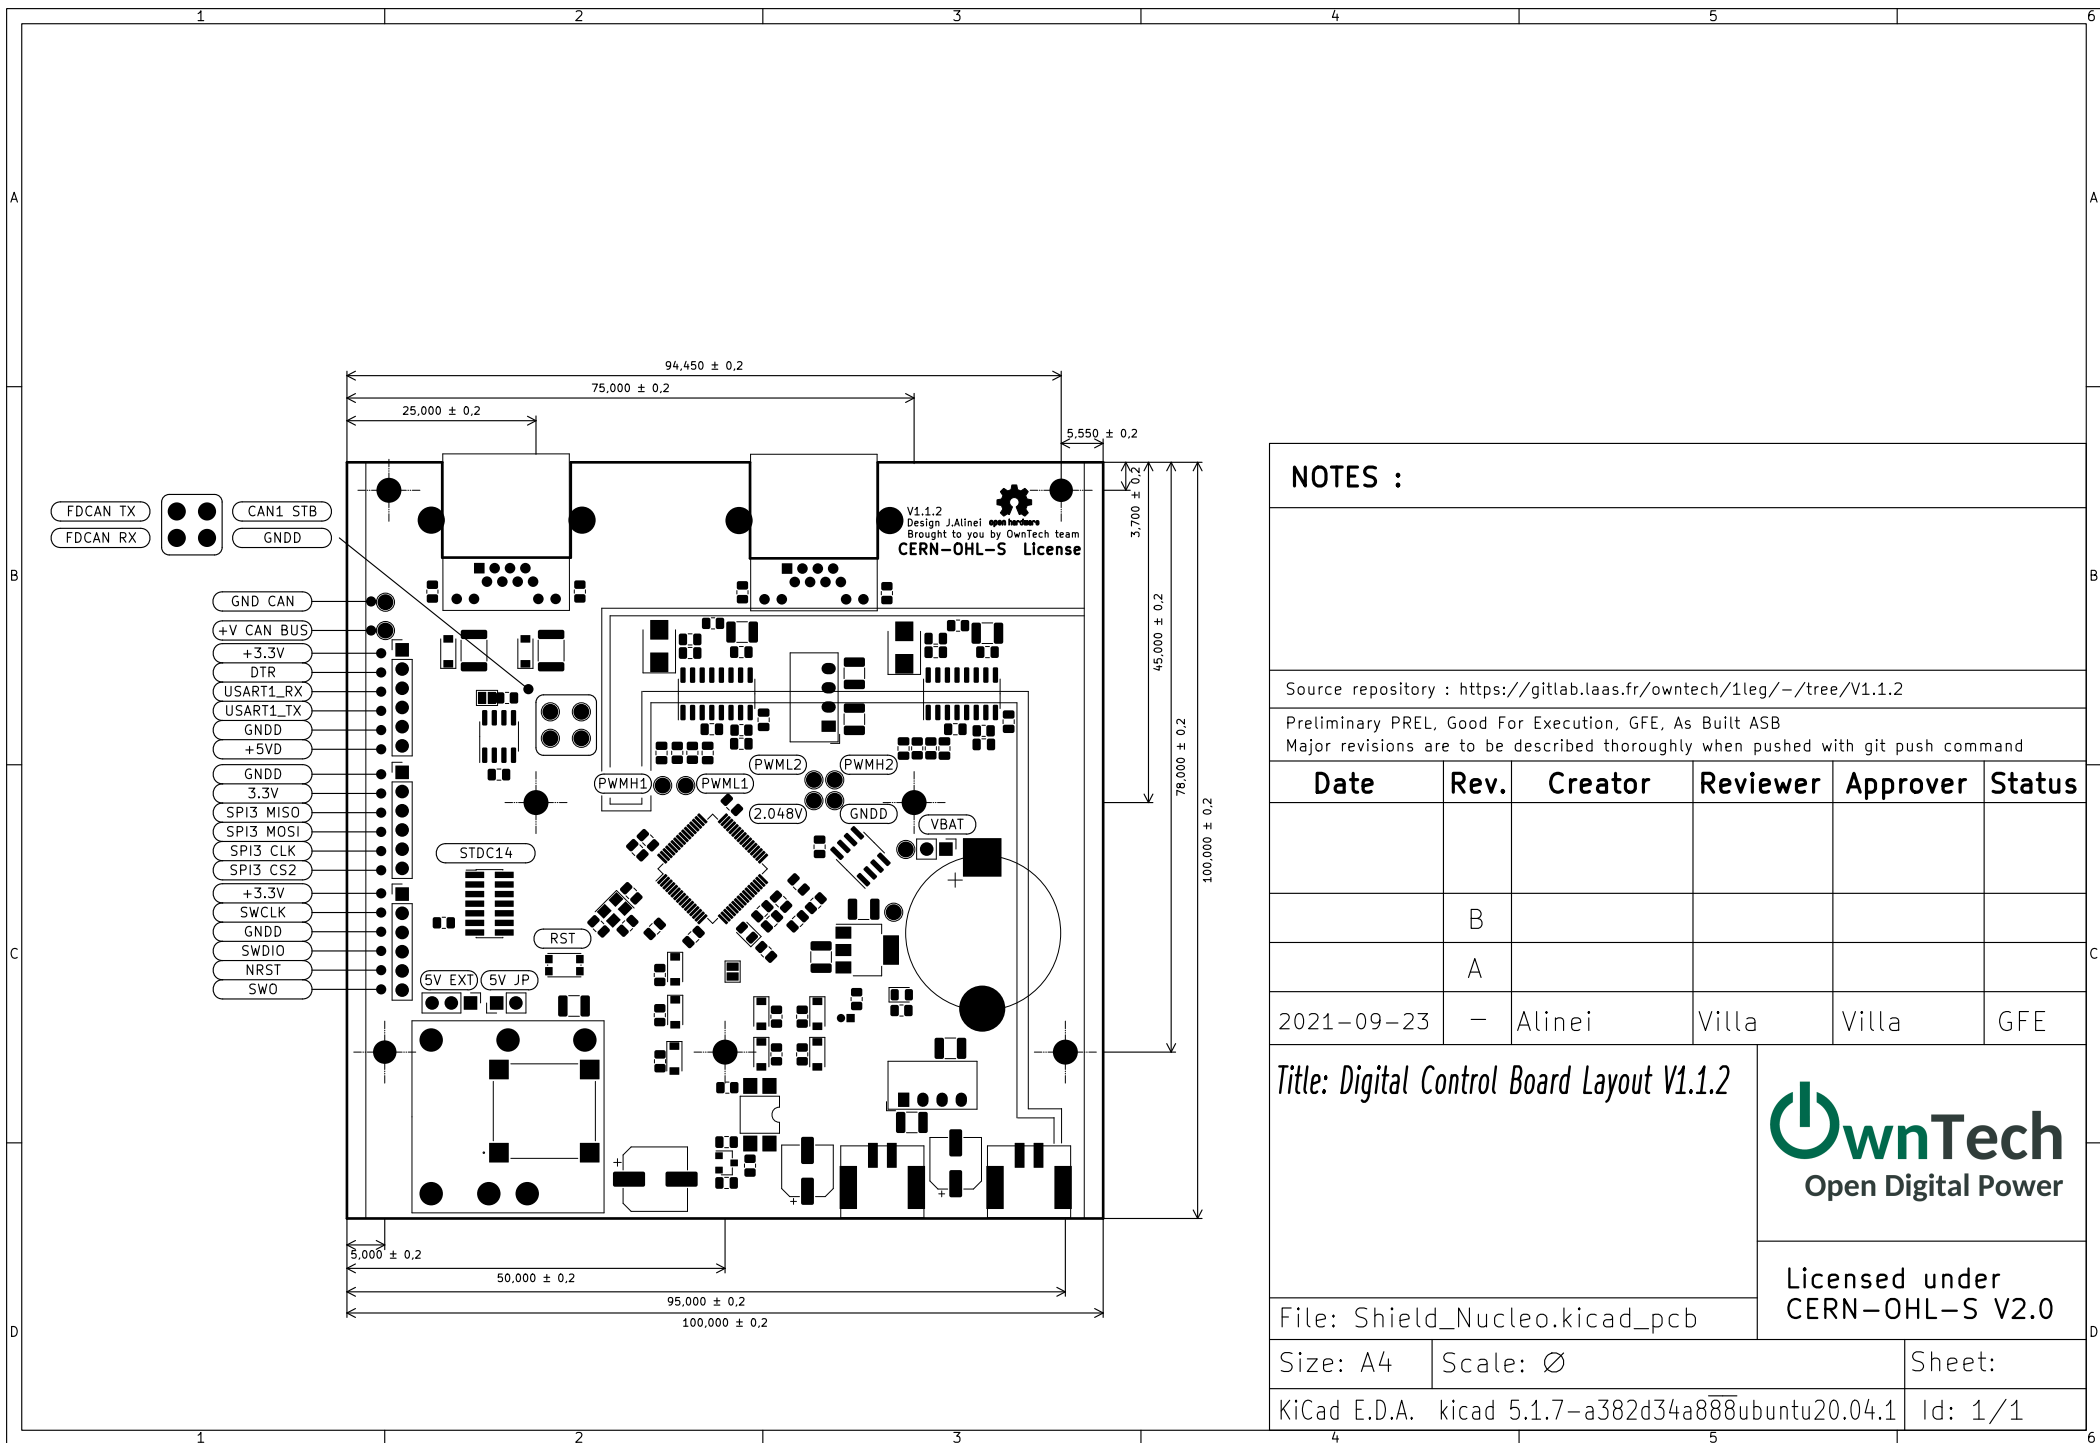 1 2 3 4 5 6
A A
B B
C C
D D
94,450 ± 0,2
75,000 ± 0,2
25,000 ± 0,2
5,550 ± 0,2
3,700 ± 0,2
45,000 ± 0,2
78,000 ± 0,2
100,000 ± 0,2
FDCAN TX CAN1 STB
FDCAN RX GNDD
V1.1.2
Design J.Alinei open hardware
Brought to you by OwnTech team
CERN-OHL-S License
GND CAN
+V CAN BUS
+3.3V
DTR
USART1_RX
USART1_TX
GNDD
+5VD
GNDD
3.3V
SPI3 MISO
SPI3 MOSI
SPI3 CLK
SPI3 CS2
+3.3V
SWCLK
GNDD
SWDIO
NRST
SWO
PWML2 PWMH2
PWMH1 PWML1
2.048V GNDD
VBAT
STDC14
RST
5V EXT 5V JP
+
+
+
+
5,000 ± 0,2
50,000 ± 0,2
95,000 ± 0,2
100,000 ± 0,2
NOTES :
Source repository : https://gitlab.laas.fr/owntech/1leg/-/tree/V1.1.2
Preliminary PREL, Good For Execution, GFE, As Built ASB
Major revisions are to be described thoroughly when pushed with git push command
Date Rev. Creator Reviewer Approver Status
B
A
2021-09-23 - Alinei Villa Villa GFE
Title: Digital Control Board Layout V1.1.2
OwnTech
Open Digital Power
Licensed under
CERN-OHL-S V2.0
File: Shield_Nucleo.kicad_pcb
Size: A4 Scale: Ø Sheet:
KiCad E.D.A. kicad 5.1.7-a382d34a888ubuntu20.04.1 Id: 1/1
1 2 3 4 5 6